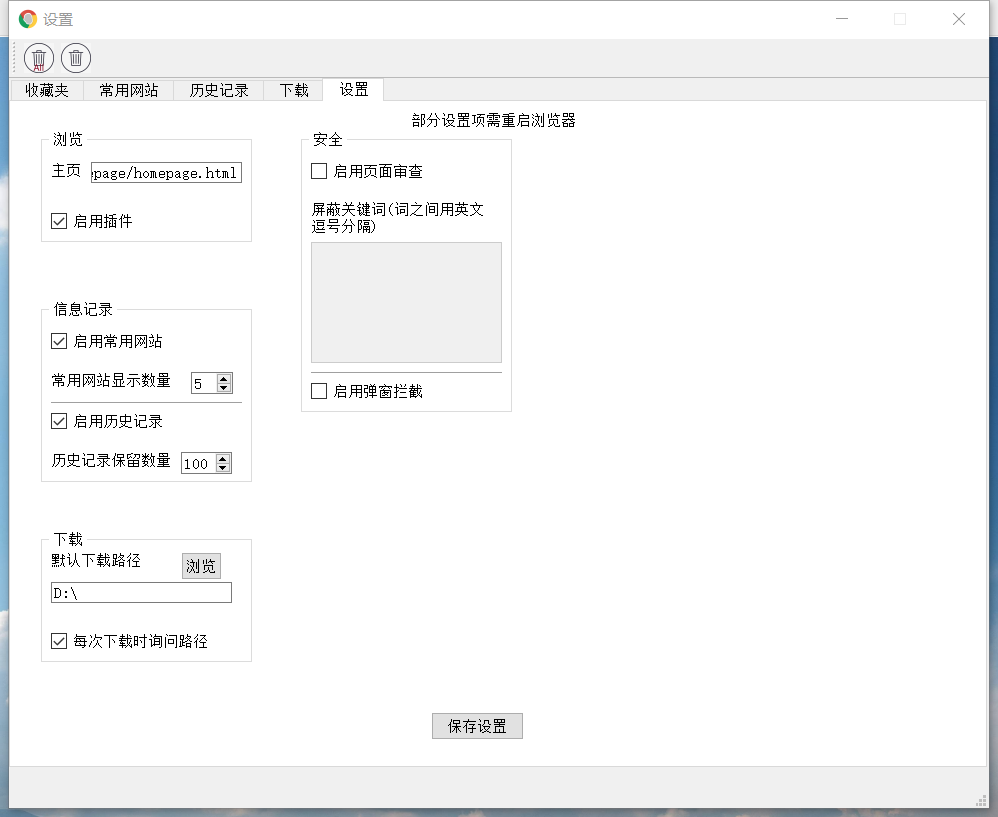 设置
All
收藏夹
常用网站
历史记录
下载
设置
部分设置项需重启浏览器
浏览
主页
page/homepage.html
启用插件
信息记录
启用常用网站
常用网站显示数量
5
启用历史记录
历史记录保留数量
100
下载
默认下载路径
浏览
D:\
每次下载时询问路径
安全
启用页面审查
屏蔽关键词(词之间用英文
逗号分隔)
启用弹窗拦截
保存设置